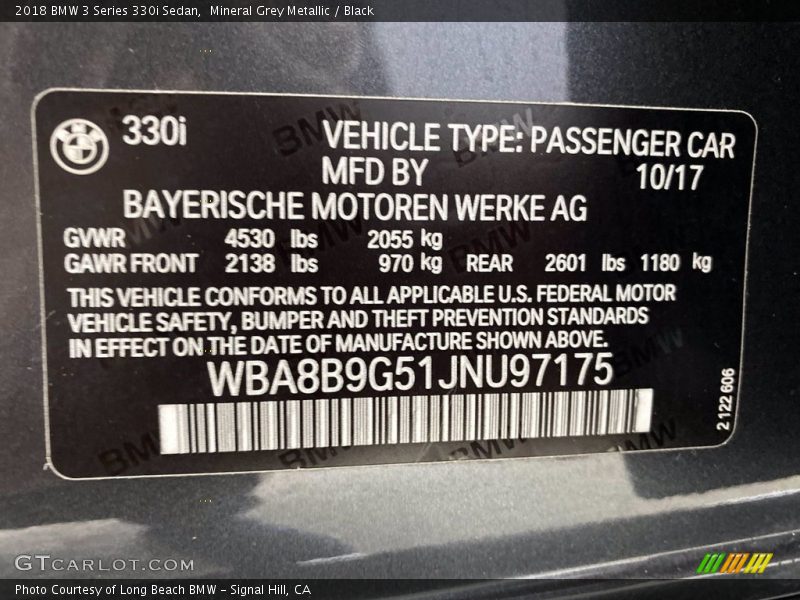 2018 BMW 3 Series 330i Sedan, Mineral Grey Metallic / Black
330i VEHICLE TYPE: PASSENGER CAR
MFD BY 10/17
BAYERISCHE MOTOREN WERKE AG
GVWR 4530 lbs 2055 kg
GAWR FRONT 2138 lbs 970 kg REAR 2601 lbs 1180 kg
THIS VEHICLE CONFORMS TO ALL APPLICABLE U.S. FEDERAL MOTOR
VEHICLE SAFETY, BUMPER AND THEFT PREVENTION STANDARDS
IN EFFECT ON THE DATE OF MANUFACTURE SHOWN ABOVE.
WBA8B9G51JNU97175
2 122 606
GTCARLOT.COM
Photo Courtesy of Long Beach BMW - Signal Hill, CA